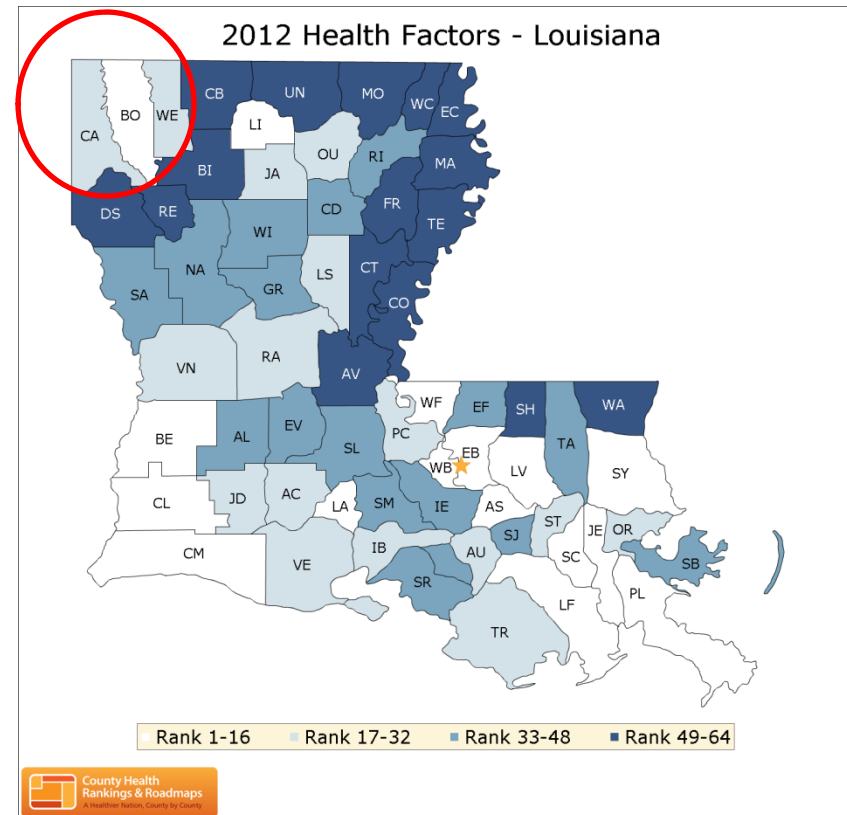 2012 Health Factors - Louisiana
CB UN MO WC EC
BO WE LI
CA OU RI
BI JA MA
DS RE CD FR TE
WI
NA LS CT
SA GR CO
VN RA AV
WF EF SH WA
BE AL EV PC TA
SL EB SY
WB LV
CL JD AC LA SM IE AS
ST JE OR
CM VE IB AU SJ SC SB
SR LF PL
TR
Rank 1-16 Rank 17-32 Rank 33-48 Rank 49-64
County Health
Rankings & Roadmaps
A Healthier Nation, County by County